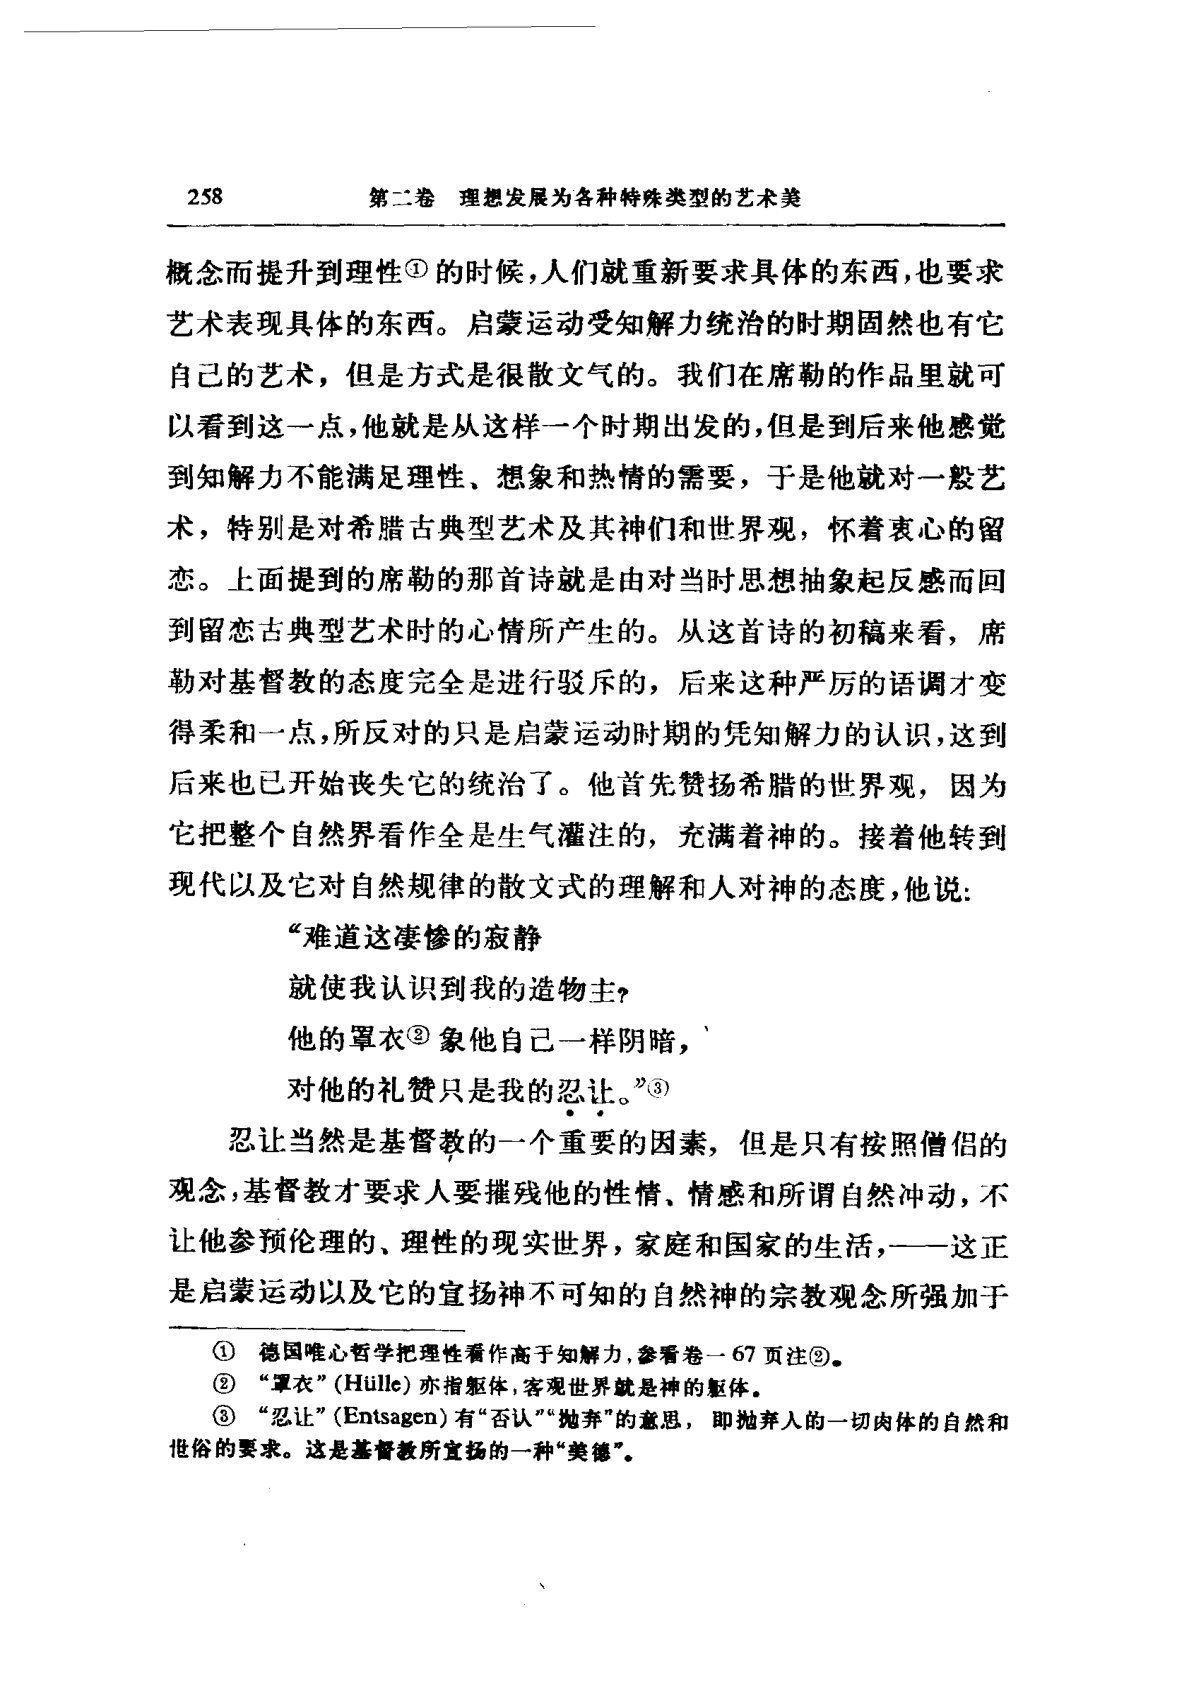 258 第二卷 理想发展为各种特殊类型的艺术美
概念而提升到理性①的时候,人们就重新要求具体的东西,也要求
艺术表现具体的东西。启蒙运动受知解力统治的时期固然也有它
自己的艺术，但是方式是很散文气的。我们在席勒的作品里就可
以看到这一点,他就是从这样一个时期出发的,但是到后来他感觉
到知解力不能满足理性、想象和热情的需要，于是他就对一般艺
术，特别是对希腊古典型艺术及其神们和世界观，怀着衷心的留
恋。上面提到的席勒的那首诗就是由对当时思想抽象起反感而回
到留恋古典型艺术时的心情所产生的。从这首诗的初稿来看，席
勒对基督教的态度完全是进行驳斥的，后来这种严厉的语调才变
得柔和一点,所反对的只是启蒙运动时期的凭知解力的认识,这到
后来也已开始丧失它的统治了。他首先赞扬希腊的世界观，因为
它把整个自然界看作全是生气灌注的，充满着神的。接着他转到
现代以及它对自然规律的散文式的理解和人对神的态度,他说:
“难道这凄惨的寂静
就使我认识到我的造物主?
他的罩衣②象他自己一样阴暗，
对他的礼赞只是我的忍让。”③
忍让当然是基督教的一个重要的因素，但是只有按照僧侣的
观念,基督教才要求人要摧残他的性情、情感和所谓自然冲动，不
让他参预伦理的、理性的现实世界，家庭和国家的生活,——这正
是启蒙运动以及它的宣扬神不可知的自然神的宗教观念所强加于
① 德国唯心哲学把理性看作高于知解力,参看卷一67页注②。
② “罩衣”(Hülle)亦指躯体,客观世界就是神的躯体。
③ “忍让”(Entsagen)有“否认”“抛弃”的意思，即抛弃人的一切肉体的自然和
世俗的要求。这是基督教所宣扬的一种“美德”。